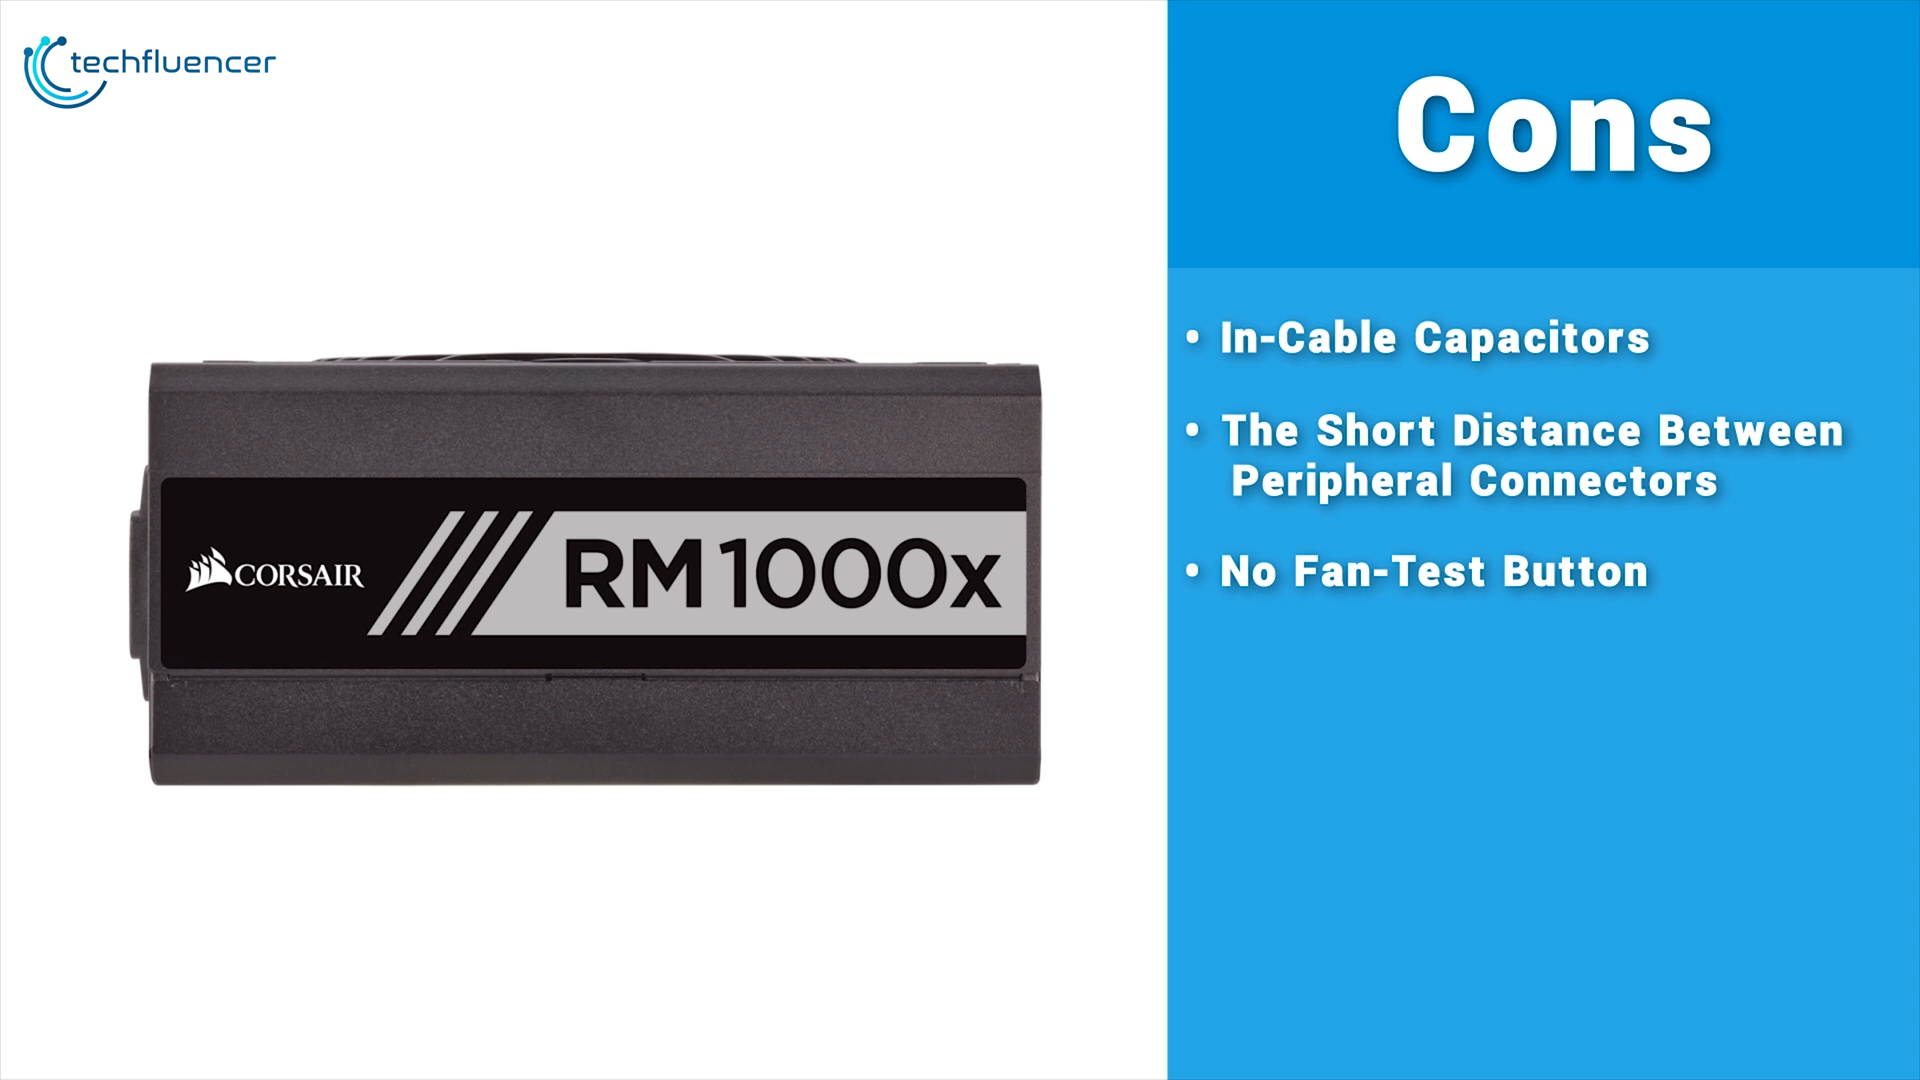 techfluencer
CORSAIR
RM1000x
Cons
• In-Cable Capacitors
• The Short Distance Between
Peripheral Connectors
• No Fan-Test Button